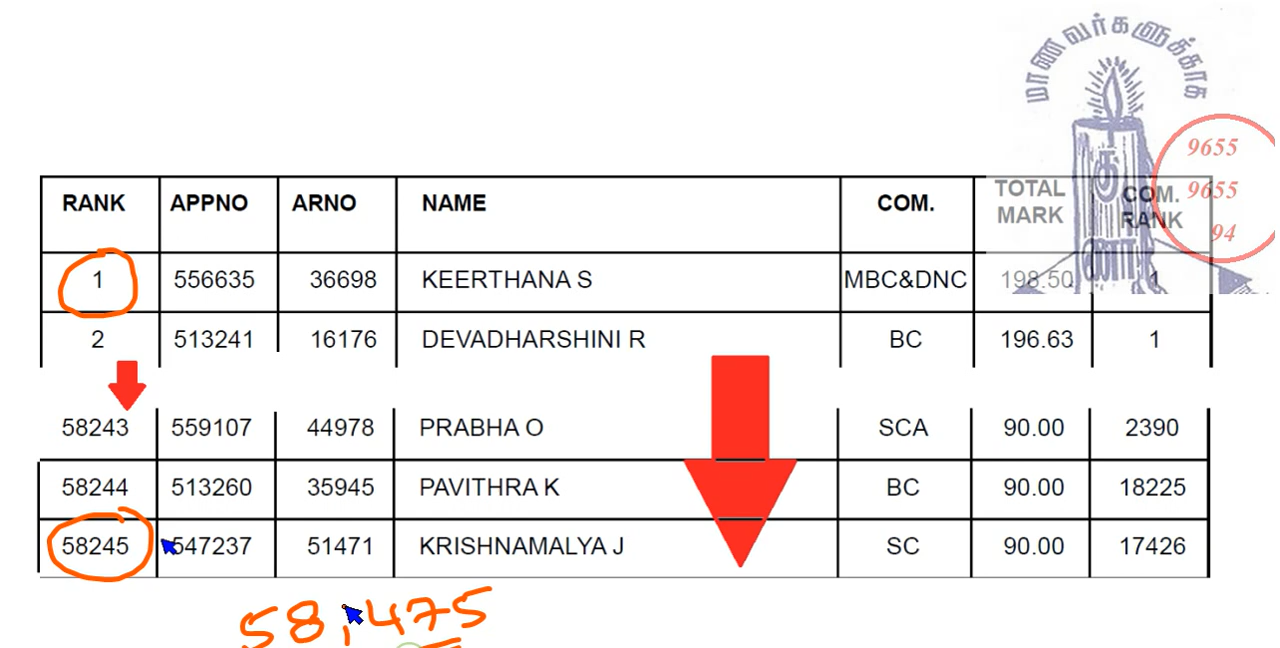 மாணவர்களுக்காக
9655
9655
94
RANK APPNO ARNO NAME COM. TOTAL MARK COM. RANK
1 556635 36698 KEERTHANA S MBC&DNC 198.50 1
2 513241 16176 DEVADHARSHINI R BC 196.63 1
58243 559107 44978 PRABHA O SCA 90.00 2390
58244 513260 35945 PAVITHRA K BC 90.00 18225
58245 547237 51471 KRISHNAMALYA J SC 90.00 17426
58,475